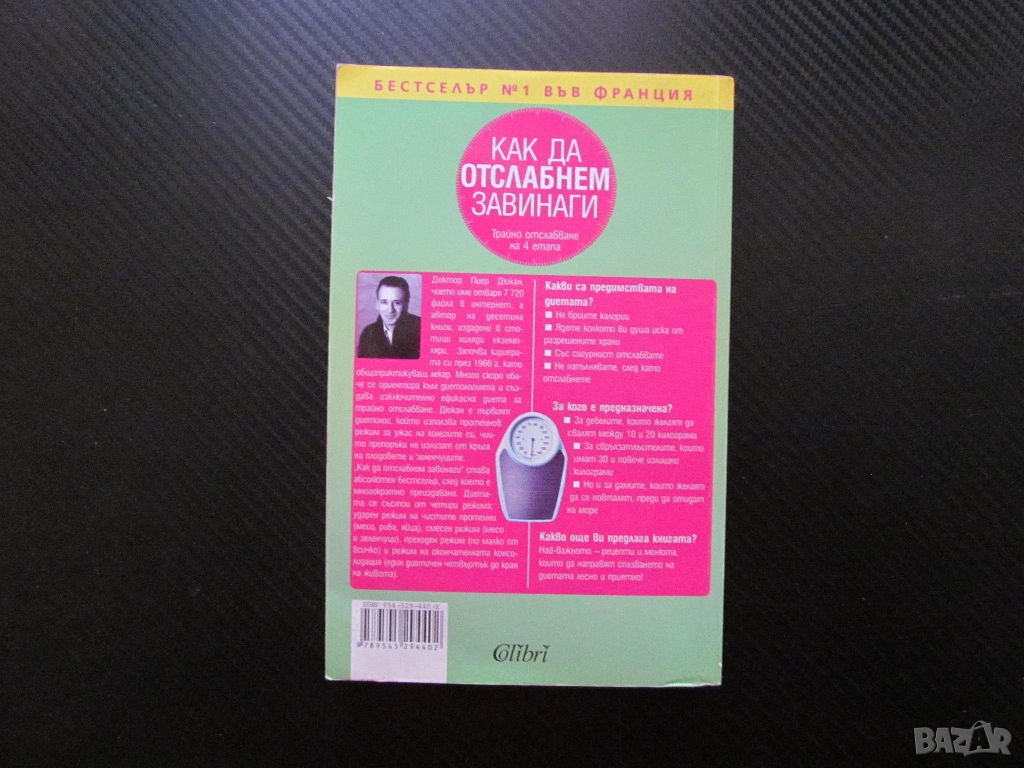 БЕСТСЕЛЪР №1 ВЪВ ФРАНЦИЯ
КАК ДА
ОТСЛАБНЕМ
ЗАВИНАГИ
Трайно отслабване
на 4 етапа
Доктор Пиер Дюкан,
чието име отваря 7 720
файла в интернет, е
автор на десетина
книги, издадени в сто-
тици хиляди екземп-
ляри. Започва кариера-
та си през 1966 г. като
общопрактикуващ лекар. Много скоро оба-
че се ориентира към диетологията и съз-
дава изключително ефикасна диета за
трайно отслабване. Дюкан е първият
диетолог, който използва протеинов
режим за ужас на колегите си, чии-
то препоръки не излизат от кръга
на плодовете и зеленчуците.
„Как да отслабнем завинаги" става
абсолютен бестселър, след което е
многократно преиздавана. Диета-
та се състои от четири режима:
ударен режим на чистите протеини
(месо, риба, яйца), смесен режим (месо
и зеленчуци), преходен режим (по малко от
всичко) и режим на окончателната консо-
лидация (един диетичен четвъртък до края
на живота).
Какви са предимствата на
диетата?
■ Не броите калории
■ Ядете колкото ви душа иска от
разрешените храни
■ Със сигурност отслабвате
■ Не напълнявате, след като
отслабнете
За кого е предназначена?
■ За дебелите, които желаят да
свалят между 10 и 20 килограма
■ За свръхзатлъстелите, които
имат 30 и повече излишни
килограми
■ Но и за дамите, които желаят
да се повталят, преди да отидат
на море
Какво още ви предлага книгата?
Най-важното – рецепти и менюта,
които да направят спазването на
диетата лесно и приятно!
9 789545 294402
Colibri
BAZAR